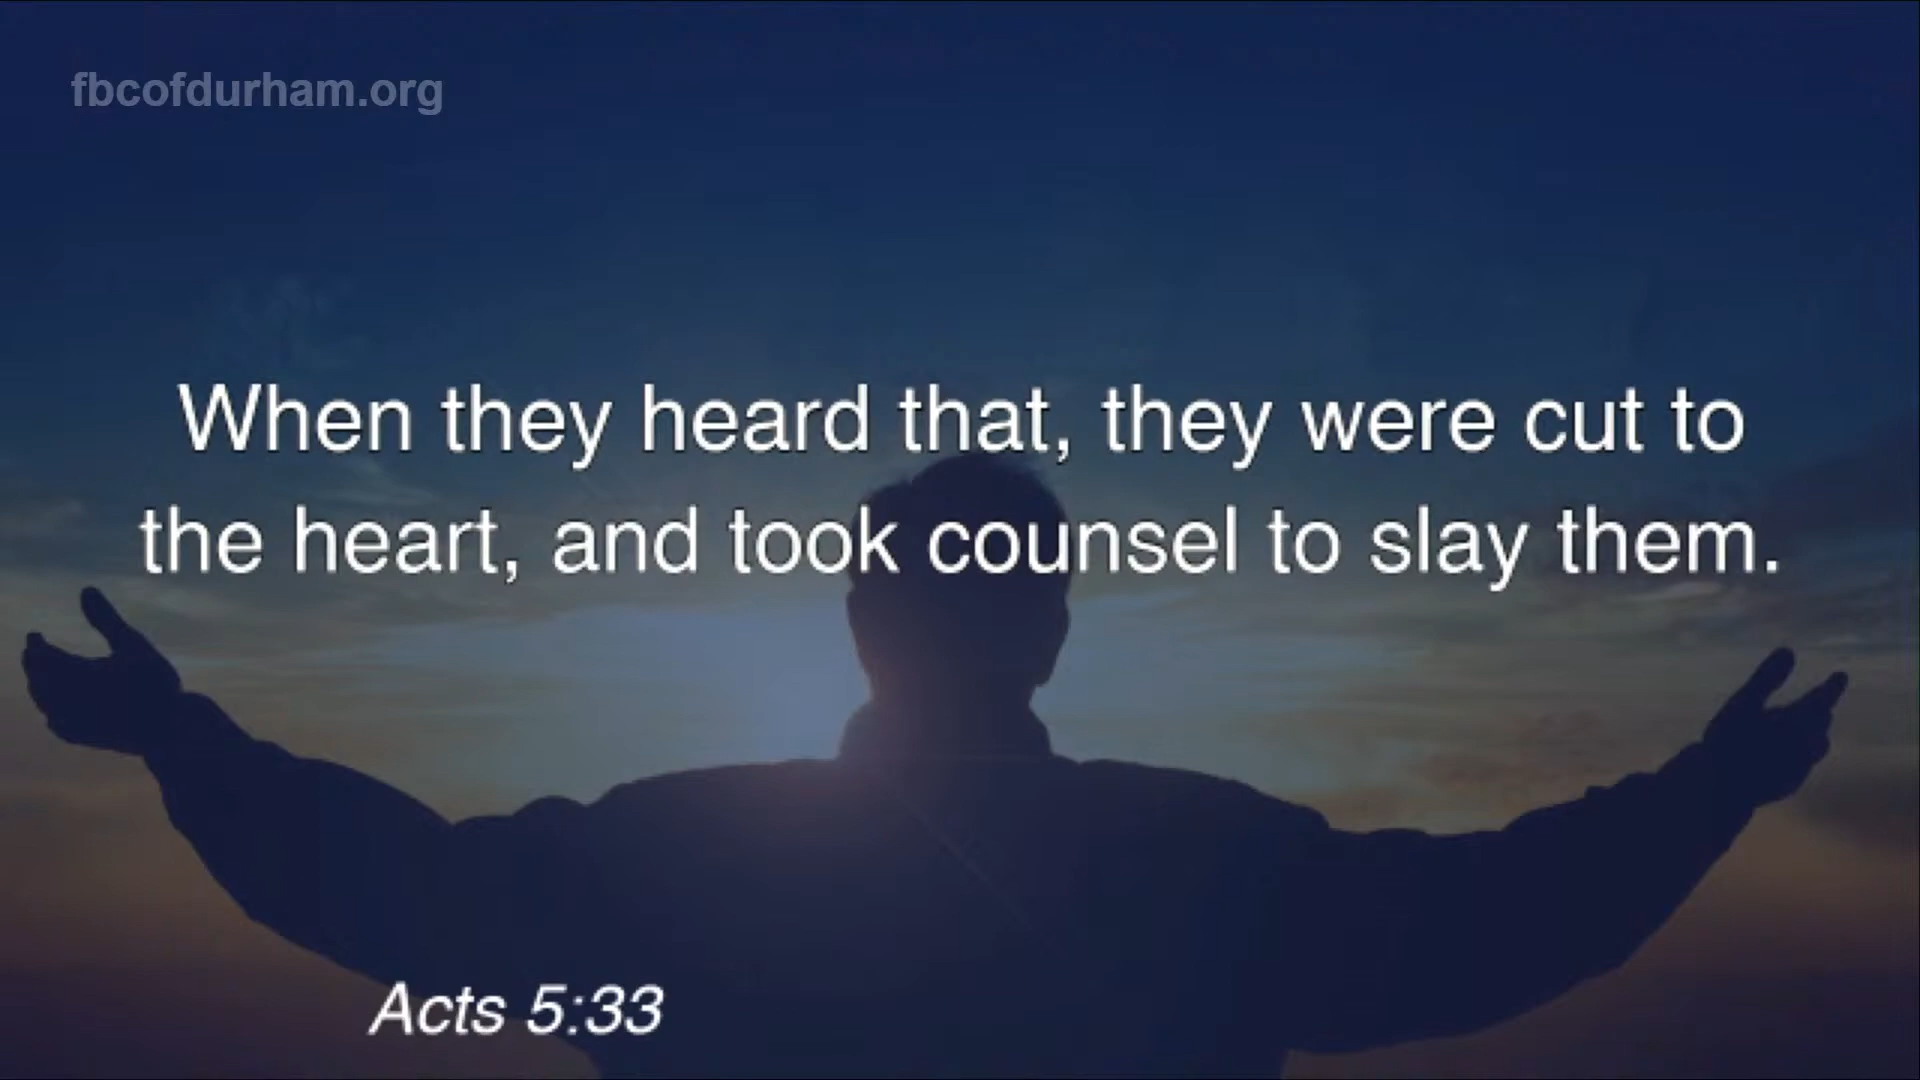 fbcofdurham.org
When they heard that, they were cut to
the heart, and took counsel to slay them.
Acts 5:33